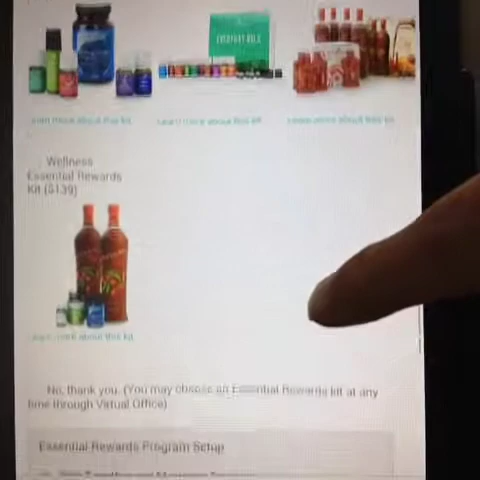 EVERYDAY OILS
Learn more about this kit
Learn more about this kit
Learn more about this kit
Wellness
Essential Rewards
Kit ($139)
Learn more about this kit
No, thank you. (You may choose an Essential Rewards kit at any
time through Virtual Office)
Essential Rewards Program Setup